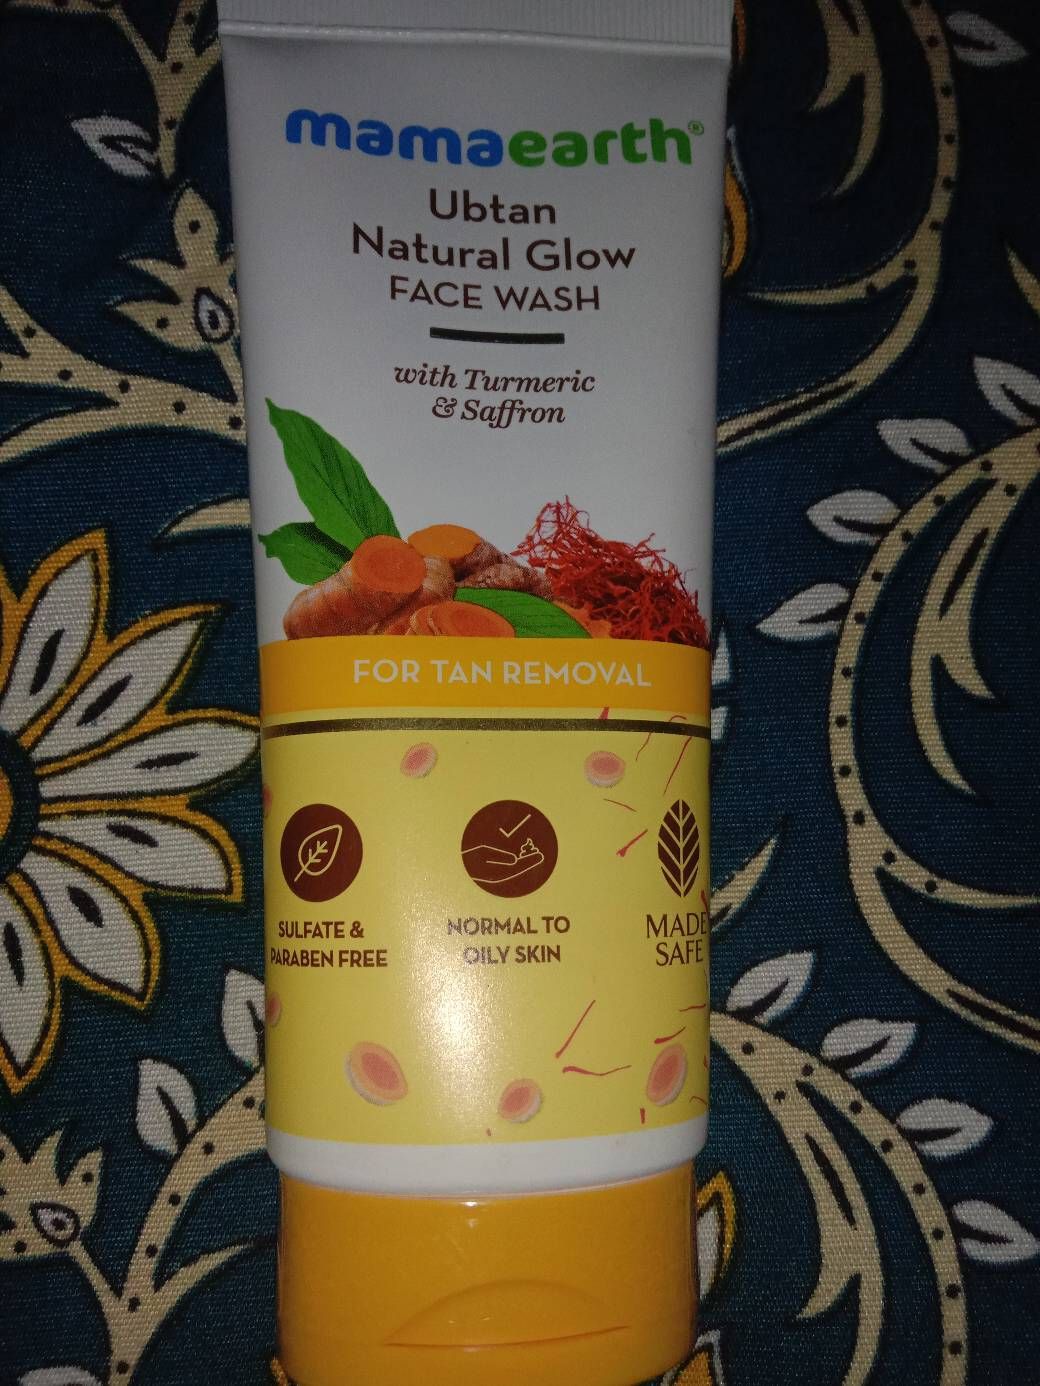 mamaearth®
Ubtan
Natural Glow
FACE WASH
with Turmeric
& Saffron
FOR TAN REMOVAL
SULFATE &
PARABEN FREE
NORMAL TO
OILY SKIN
MADE
SAFE